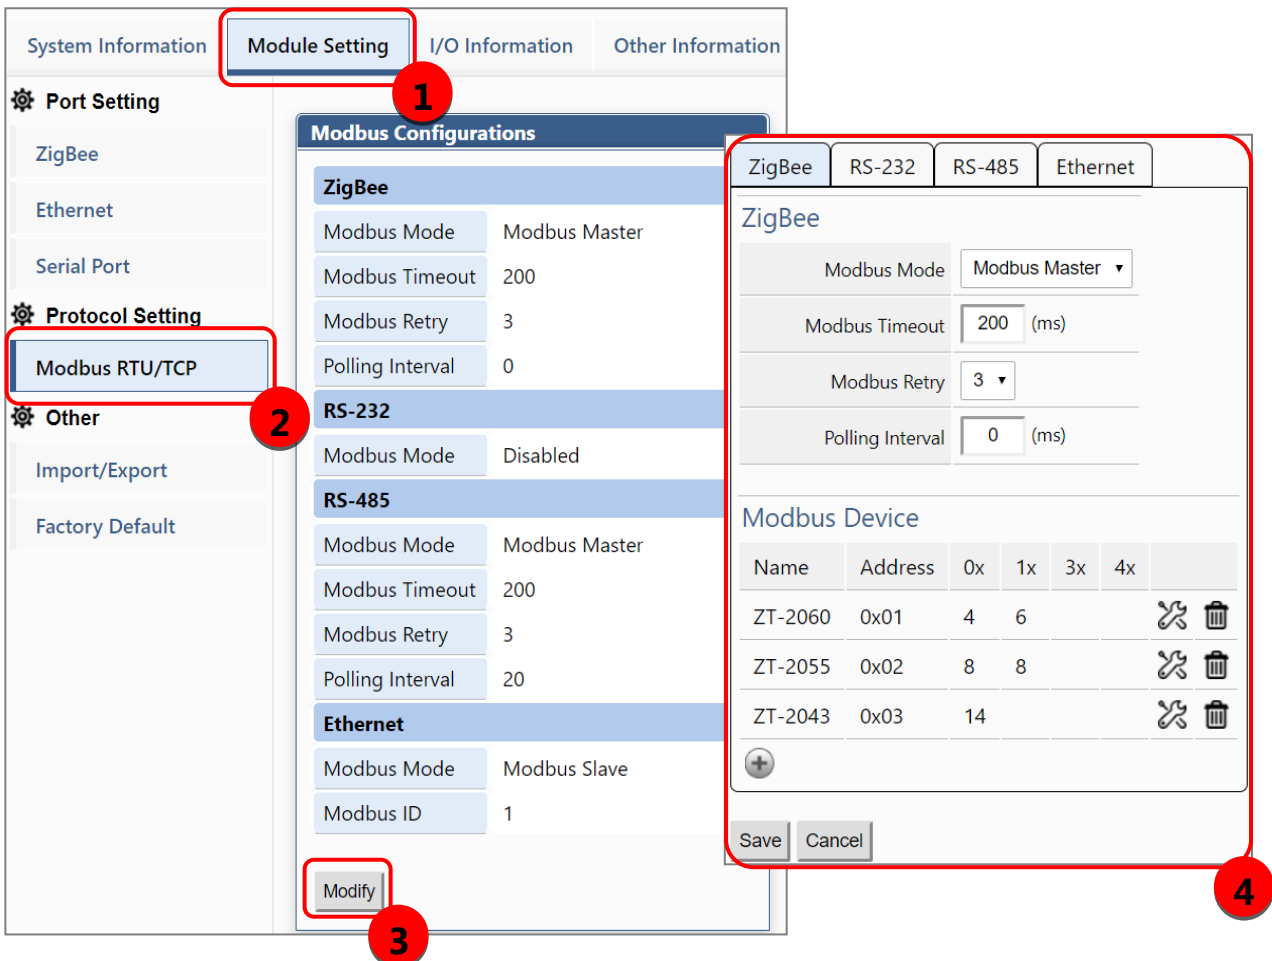 System Information Module Setting I/O Information Other Information
1
Port Setting
ZigBee
Ethernet
Serial Port
Protocol Setting
Modbus RTU/TCP
2
Other
Import/Export
Factory Default
Modbus Configurations
ZigBee
Modbus Mode Modbus Master
Modbus Timeout 200
Modbus Retry 3
Polling Interval 0
RS-232
Modbus Mode Disabled
RS-485
Modbus Mode Modbus Master
Modbus Timeout 200
Modbus Retry 3
Polling Interval 20
Ethernet
Modbus Mode Modbus Slave
Modbus ID 1
Modify
3
ZigBee RS-232 RS-485 Ethernet
ZigBee
Modbus Mode Modbus Master
Modbus Timeout 200 (ms)
Modbus Retry 3
Polling Interval 0 (ms)
Modbus Device
Name Address 0x 1x 3x 4x
ZT-2060 0x01 4 6
ZT-2055 0x02 8 8
ZT-2043 0x03 14
Save Cancel
4